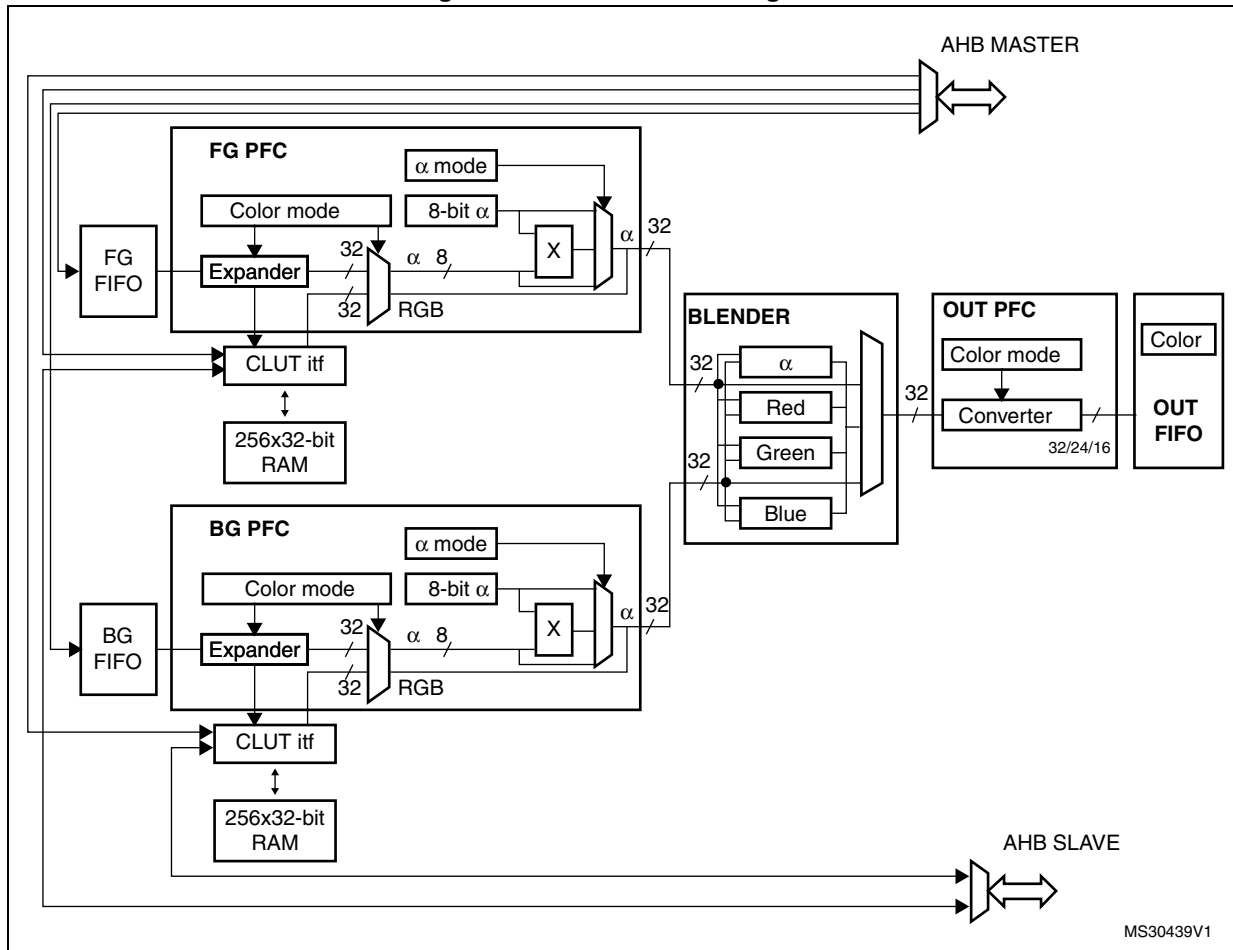 AHB MASTER
FG PFC
α mode
Color mode
8-bit α
X
α
32
FG
FIFO
Expander
32
α 8
32
RGB
CLUT itf
256x32-bit
RAM
BLENDER
32
α
Red
Green
32
Blue
32
OUT PFC
Color mode
Converter
32/24/16
Color
OUT
FIFO
BG PFC
α mode
Color mode
8-bit α
X
α
32
BG
FIFO
Expander
32
α 8
32
RGB
CLUT itf
256x32-bit
RAM
AHB SLAVE
MS30439V1